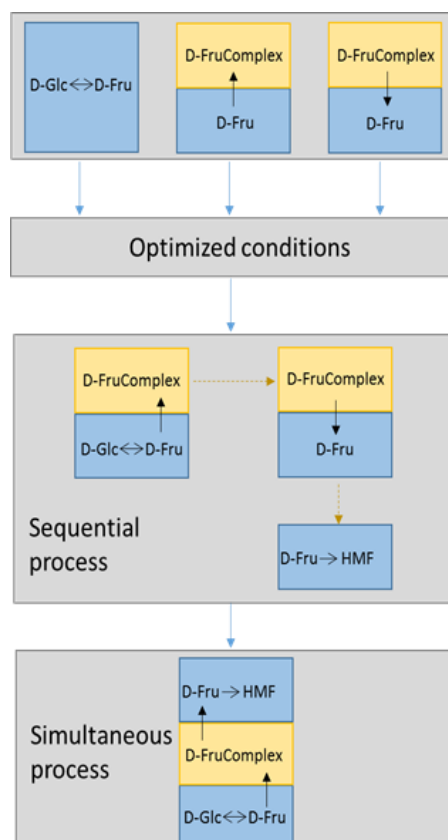 D-FruComplex D-FruComplex
D-Glc↔D-Fru
D-Fru D-Fru
Optimized conditions
D-FruComplex D-FruComplex
D-Glc↔D-Fru D-Fru
Sequential
process
D-Fru→HMF
D-Fru→HMF
Simultaneous
process
D-FruComplex
D-Glc↔D-Fru